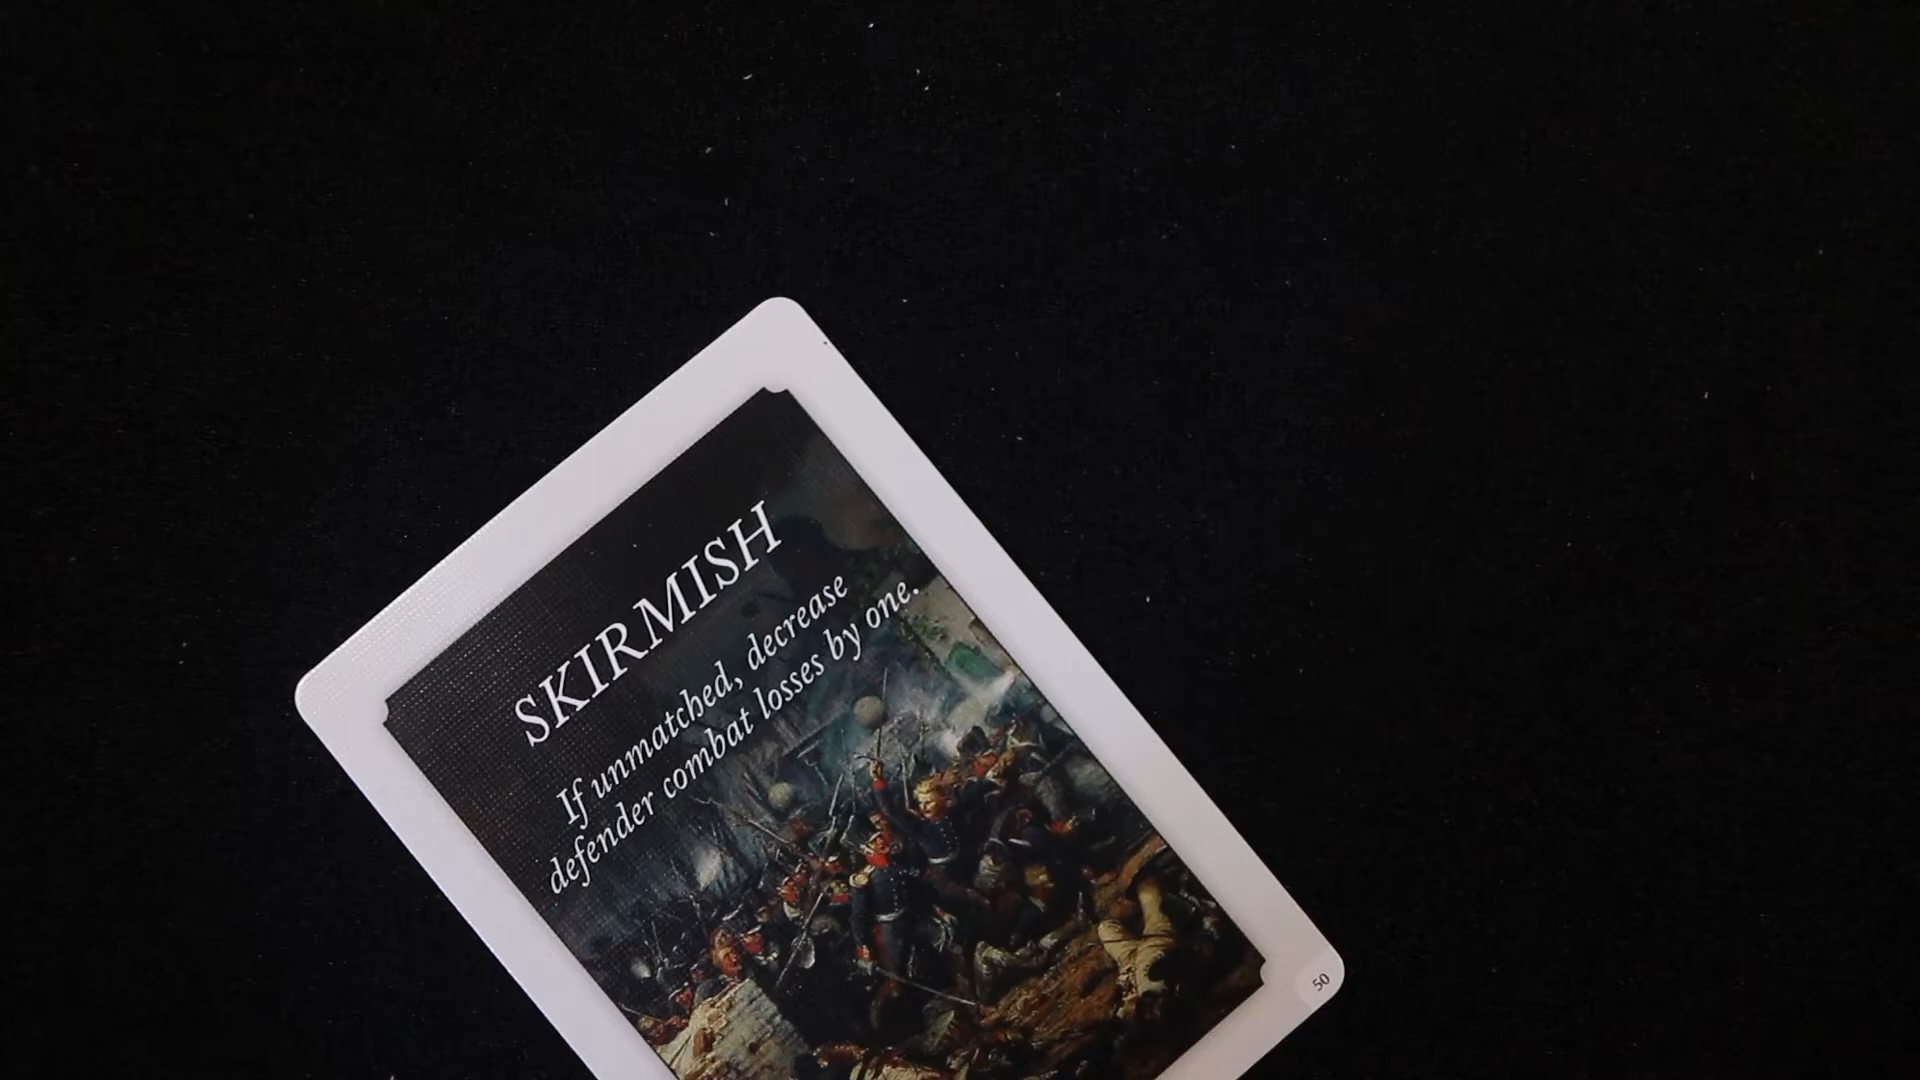 SKIRMISH
If unmatched, decrease
defender combat losses by one.
50